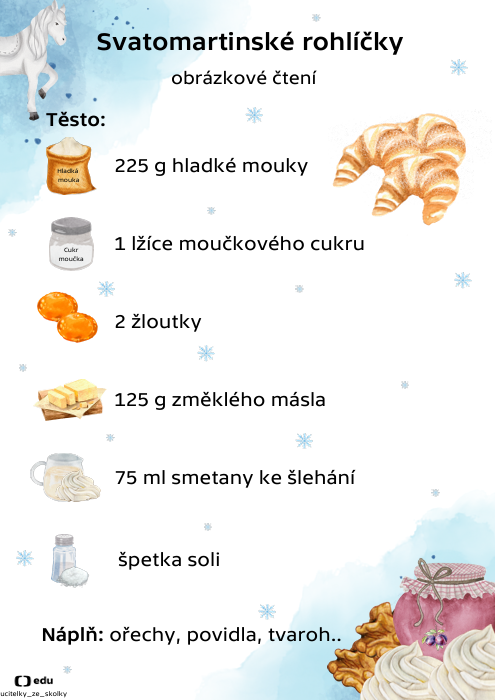 Svatomartinské rohlíčky
obrázkové čtení
Těsto:
Hladká
mouka
225 g hladké mouky
Cukr
moučka
1 lžíce moučkového cukru
2 žloutky
125 g změklého másla
75 ml smetany ke šlehání
špetka soli
Náplň: ořechy, povidla, tvaroh..
edu
ucitelky_ze_skolky